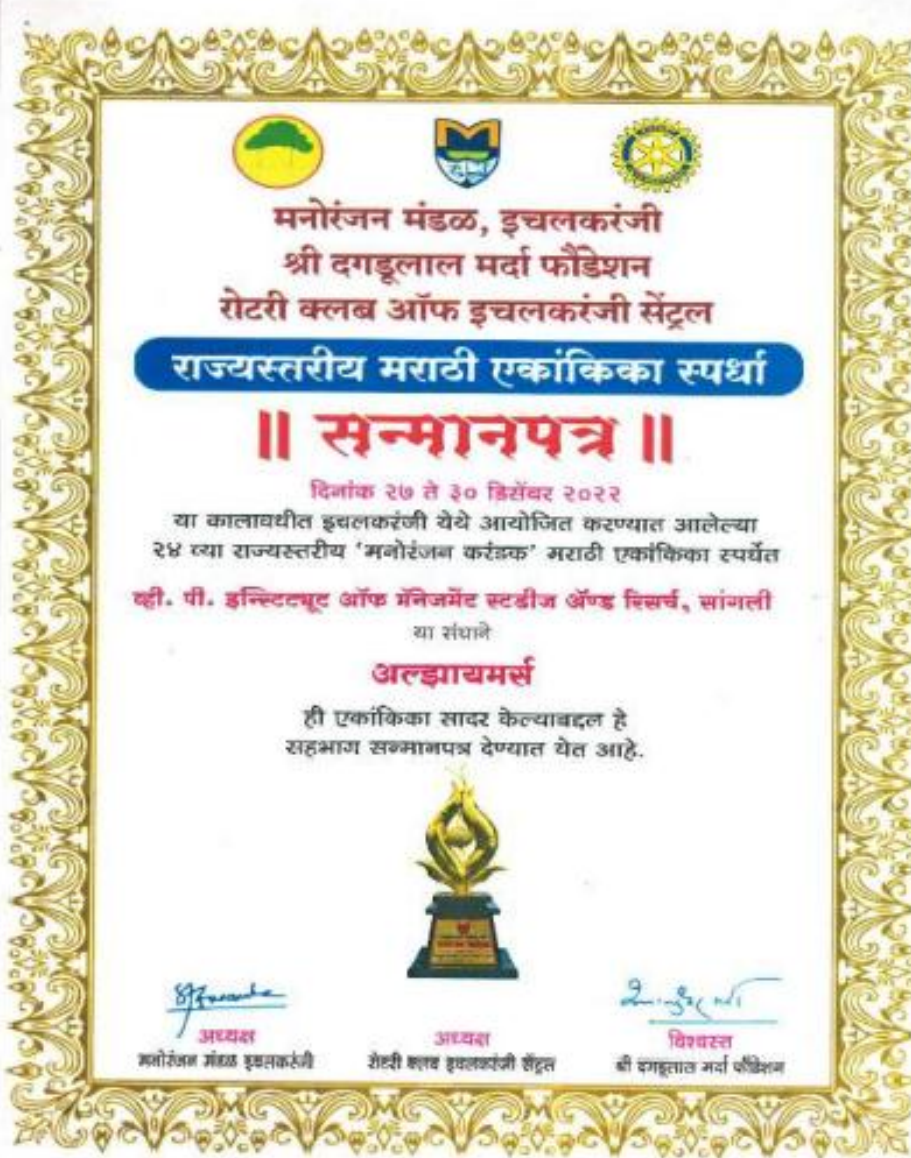 मनोरंजन मंडळ, इचलकरंजी
श्री दगडूलाल मर्दा फौंडेशन
रोटरी क्लब ऑफ इचलकरंजी सेंट्रल
राज्यस्तरीय मराठी एकांकिका स्पर्धा
॥ सन्मानपत्र ॥
दिनांक २७ ते ३० डिसेंबर २०२२
या कालावधीत इचलकरंजी येथे आयोजित करण्यात आलेल्या
२४ व्या राज्यस्तरीय ‘मनोरंजन करंडक’ मराठी एकांकिका स्पर्धेत
व्ही. पी. इन्स्टिट्यूट ऑफ मॅनेजमेंट स्टडीज ॲण्ड रिसर्च, सांगली
या संघाने
अल्झायमर्स
ही एकांकिका सादर केल्याबद्दल हे
सहभाग सन्मानपत्र देण्यात येत आहे.
अध्यक्ष अध्यक्ष विश्वस्त
मनोरंजन मंडळ इचलकरंजी रोटरी क्लब इचलकरंजी सेंट्रल श्री दगडूलाल मर्दा फौंडेशन